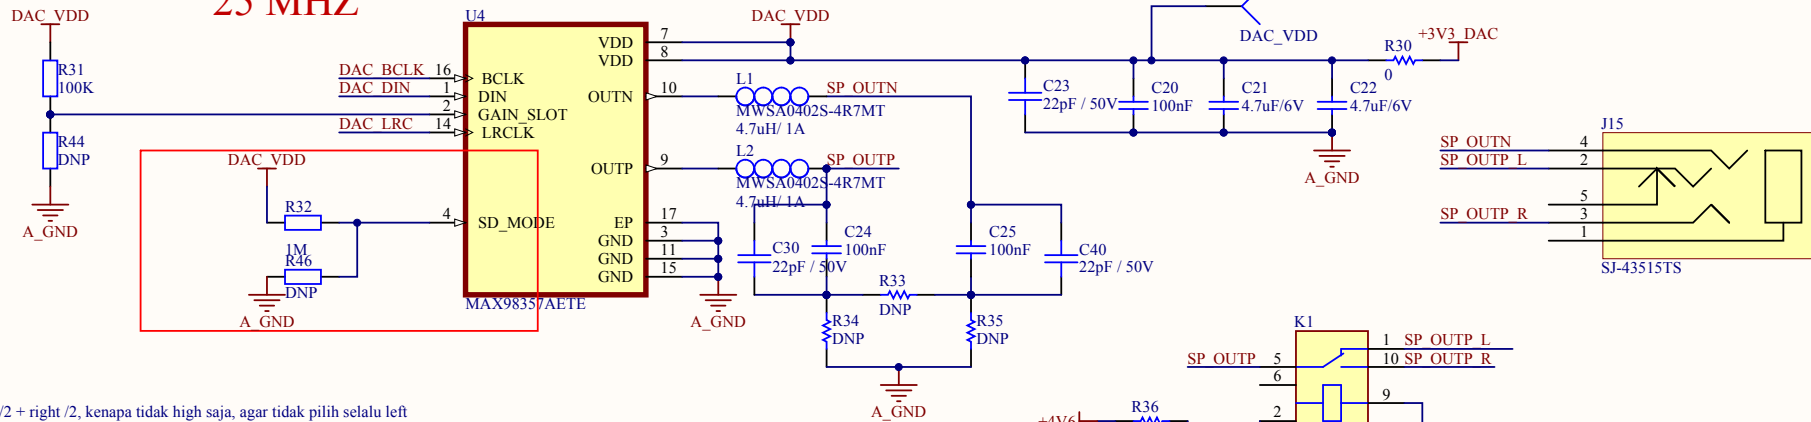 25 MHZ
DAC_VDD
R31
100K
R44
DNP
A_GND
DAC_BCLK
16
DAC_DIN
1
2
DAC_LRC
14
U4
BCLK
DIN
GAIN_SLOT
LRCLK
SD_MODE
VDD
VDD
OUTN
OUTP
EP
GND
GND
GND
MAX98357AETE
7
8
10
9
17
3
11
15
A_GND
DAC_VDD
R32
1M
R46
DNP
A_GND
4
DAC_VDD
L1
SP_OUTN
MWSA0402S-4R7MT
4.7uH/ 1A
L2
SP_OUTP
MWSA0402S-4R7MT
4.7uH/ 1A
C30
22pF / 50V
C24
100nF
C25
100nF
C40
22pF / 50V
R33
DNP
R34
DNP
R35
DNP
A_GND
DAC_VDD
C23
22pF / 50V
C20
100nF
C21
4.7uF/6V
C22
4.7uF/6V
A_GND
R30
0
+3V3_DAC
J15
SP_OUTN
4
SP_OUTP_L
2
5
SP_OUTP_R
3
1
SJ-43515TS
K1
SP_OUTP
5
6
2
1
SP_OUTP_L
10
SP_OUTP_R
9
R36
+4V6
/2 + right /2, kenapa tidak high saja, agar tidak pilih selalu left